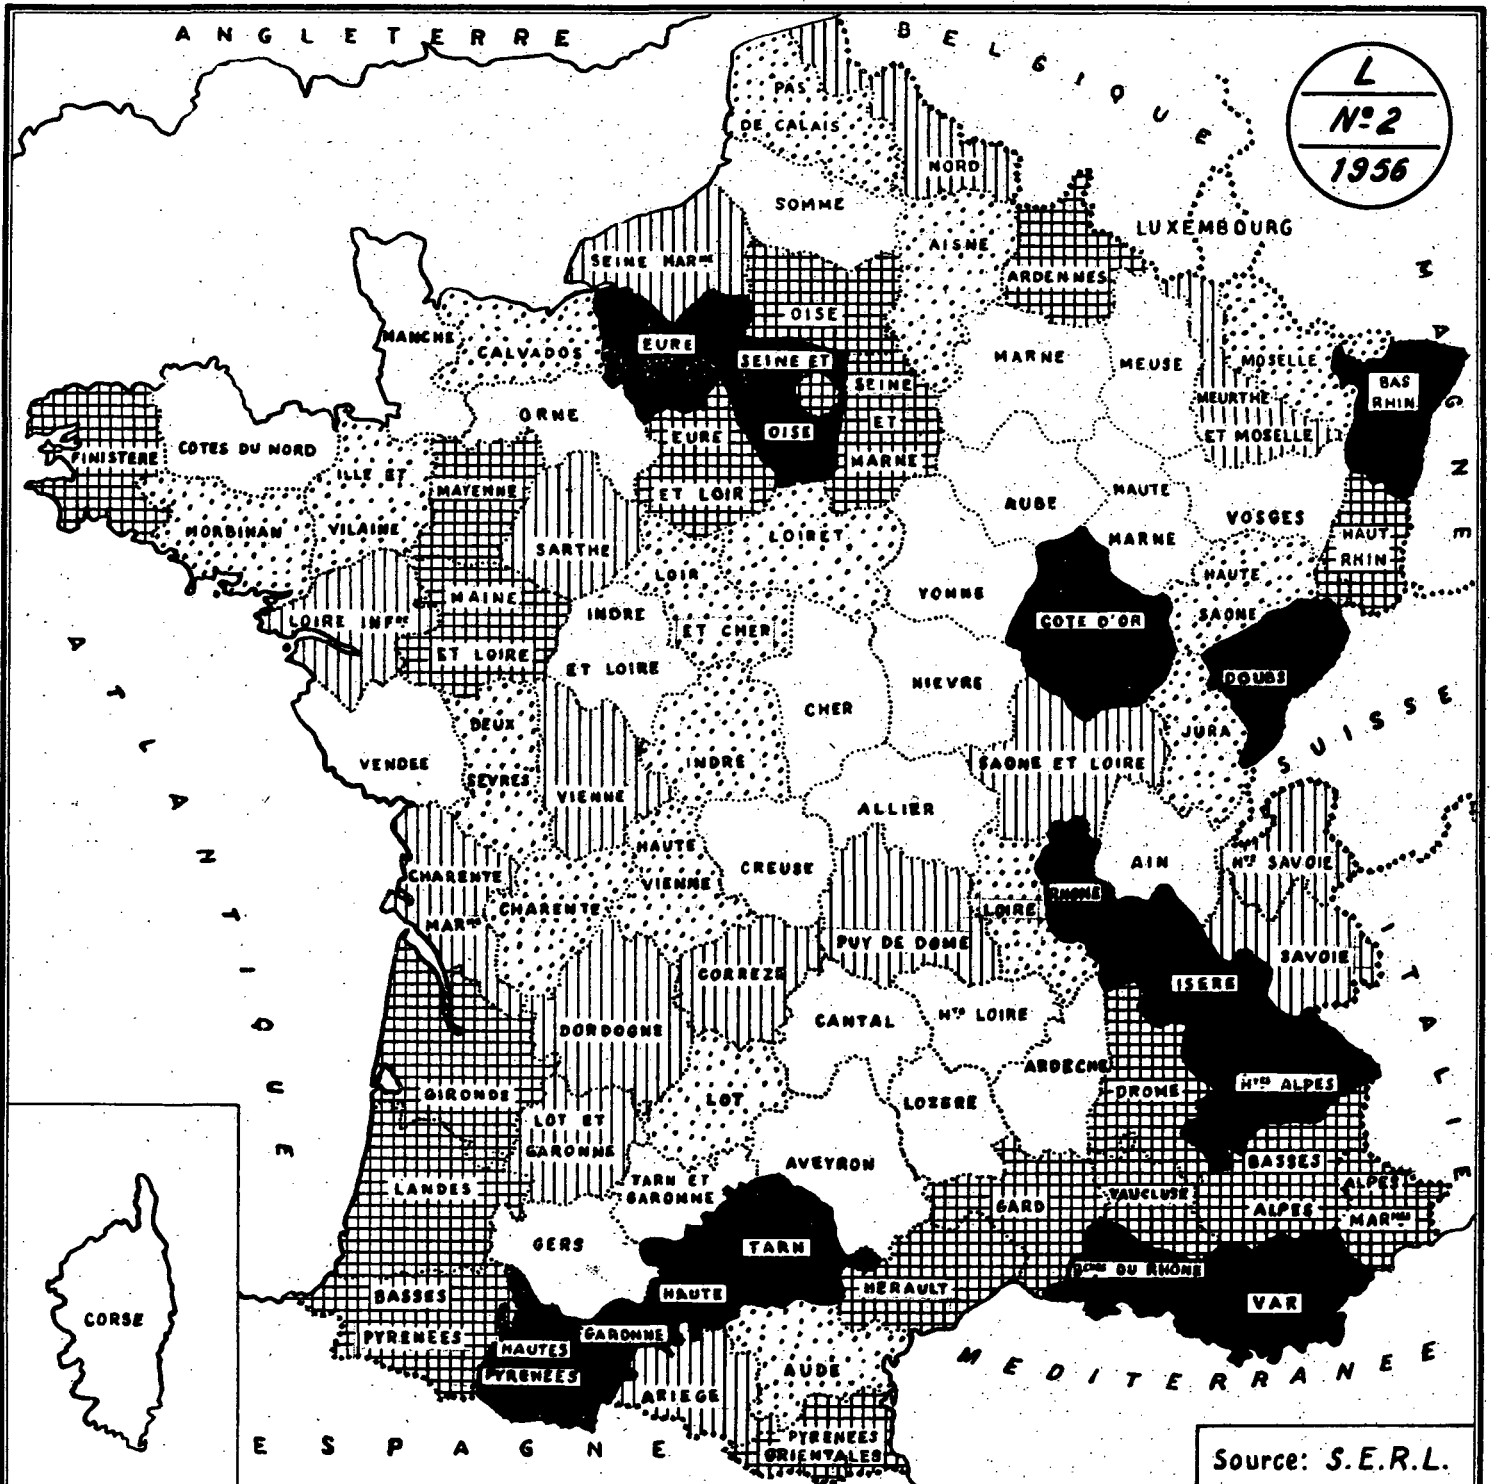 ANGLETERRE
BELGIQUE
L
Nº 2
1956
PAS
DE CALAIS
NORD
SOMME
LUXEMBOURG
AISNE
SEINE MARme
ARDENNES
OISE
MANCHE
CALVADOS
EURE
SEINE ET
OISE
SEINE
ET
MARNE
MARNE
MEUSE
MOSELLE
MEURTHE
ET MOSELLE
BAS
RHIN
ALLEMAGNE
ORNE
FINISTERE
COTES DU NORD
ILLE ET
VILAINE
MAYENNE
EURE
ET LOIR
MORBIHAN
SARTHE
LOIRET
AUBE
HAUTE
MARNE
VOSGES
HAUT
RHIN
LOIR
ET CHER
YONNE
HAUTE
SAONE
LOIRE INFre
MAINE
ET LOIRE
INDRE
ET LOIRE
COTE D'OR
DOUBS
NIEVRE
CHER
ATLANTIQUE
VENDEE
DEUX
SEVRES
VIENNE
INDRE
SAONE ET LOIRE
JURA
SUISSE
ALLIER
CHARENTE
MARme
HAUTE
VIENNE
CREUSE
AIN
Hte SAVOIE
CHARENTE
PUY DE DOME
LOIRE
RHONE
SAVOIE
ITALIE
CORREZE
ISERE
DORDOGNE
CANTAL
Hte LOIRE
ARDECHE
GIRONDE
LOT
LOZERE
DROME
Htes ALPES
LOT ET
GARONNE
AVEYRON
LANDES
TARN ET
GARONNE
GARD
VAUCLUSE
BASSES
ALPES
ALPES
MARmes
GERS
TARN
Bches DU RHÔNE
HERAULT
BASSES
PYRENEES
HAUTE
GARONNE
VAR
HAUTES
PYRENEES
ARIEGE
AUDE
MEDITERRANEE
CORSE
PYRENEES
ORIENTALES
ESPAGNE
Source: S.E.R.L.